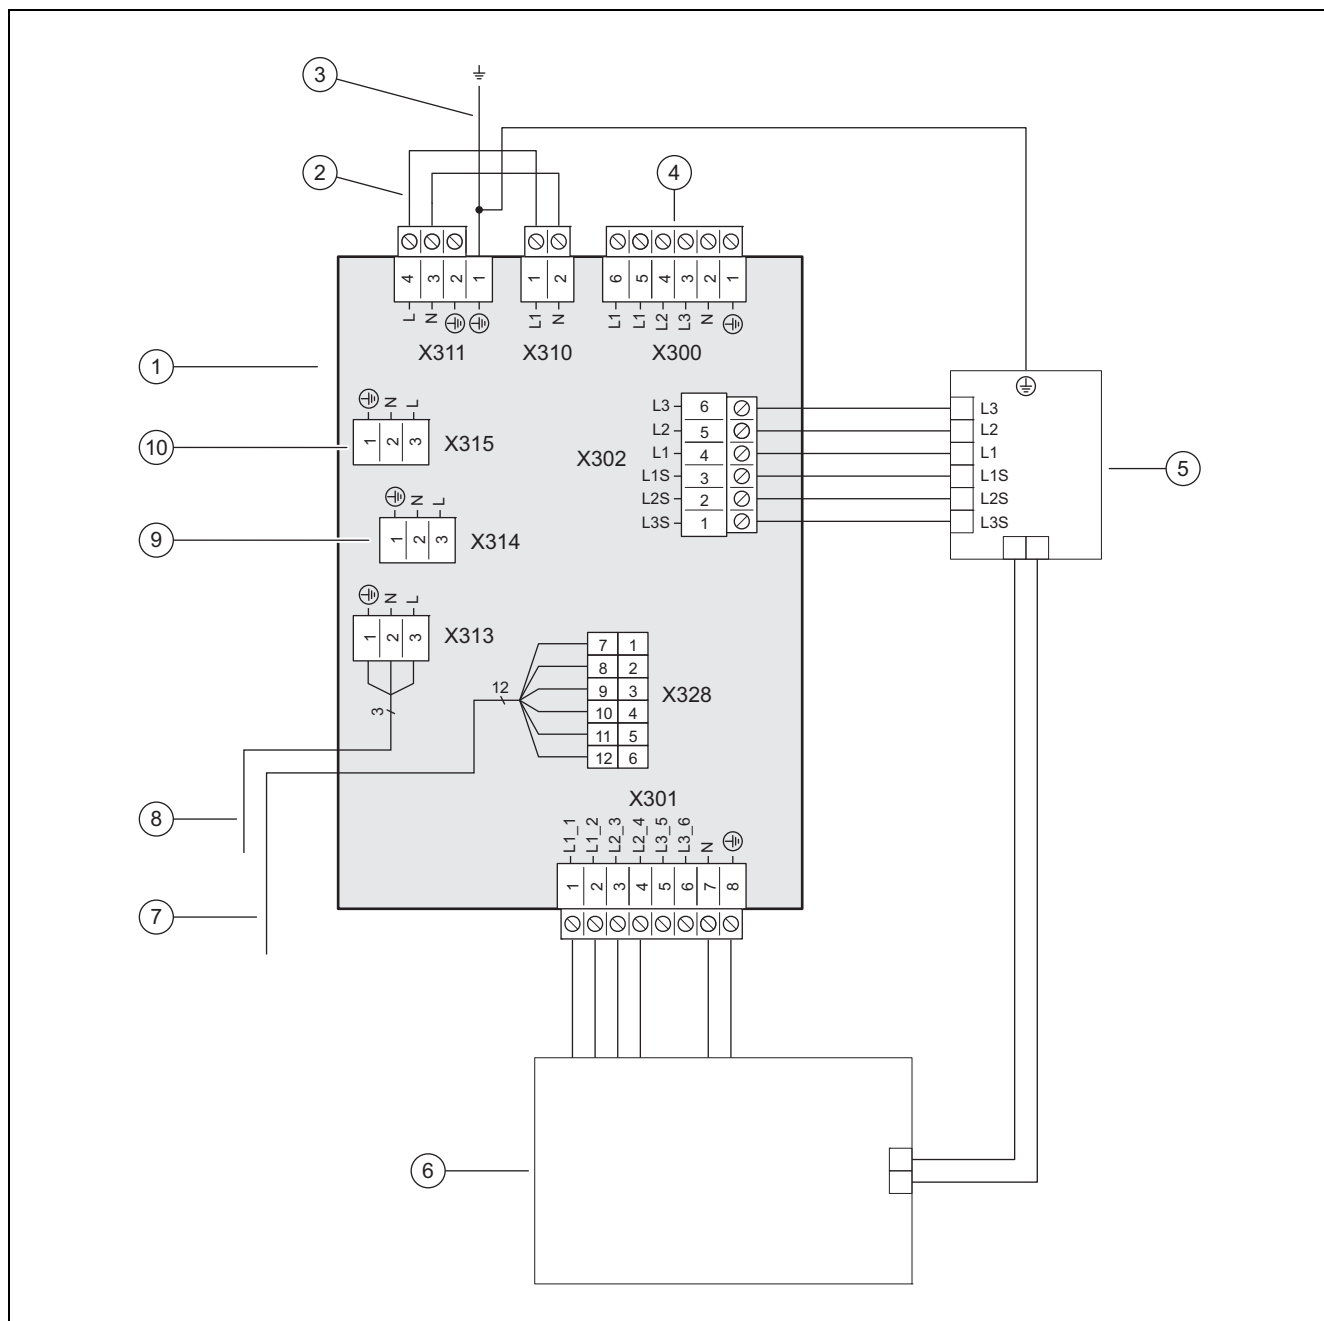 3
2
4
4 3 2 1
1 2
6 5 4 3 2 1
L N
L1 N
L1 L1 L2 L3 N
X311
X310
X300
1
N L
1 2 3
X315
10
L3 6
L2 5
L1 4
L1S 3
L2S 2
L3S 1
X302
L3
L2
L1
L1S
L2S
L3S
5
N L
1 2 3
X314
9
N L
1 2 3
X313
3
12
7 1
8 2
9 3
10 4
11 5
12 6
X328
8
7
X301
L1_1 L1_2 L2_3 L2_4 L3_5 L3_6 N
1 2 3 4 5 6 7 8
6